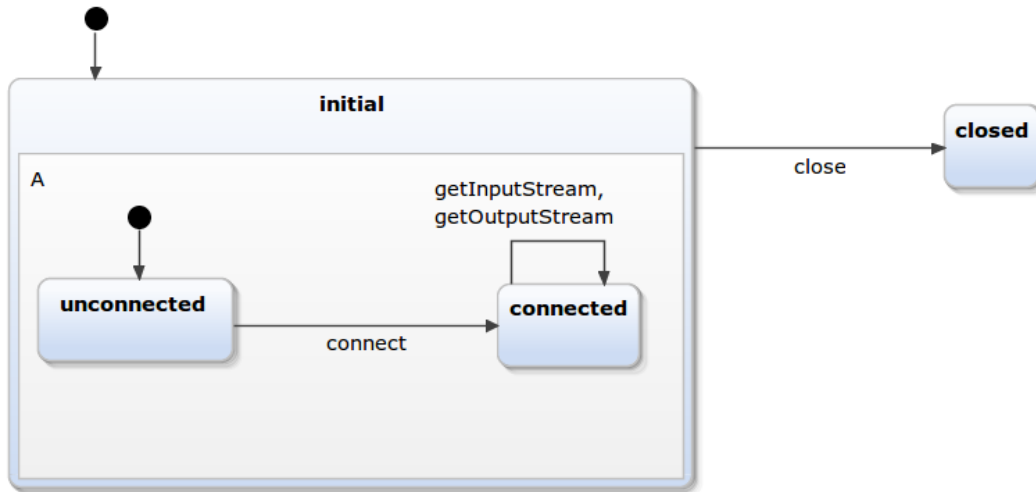 initial
closed
close
A
getInputStream,
getOutputStream
unconnected
connected
connect